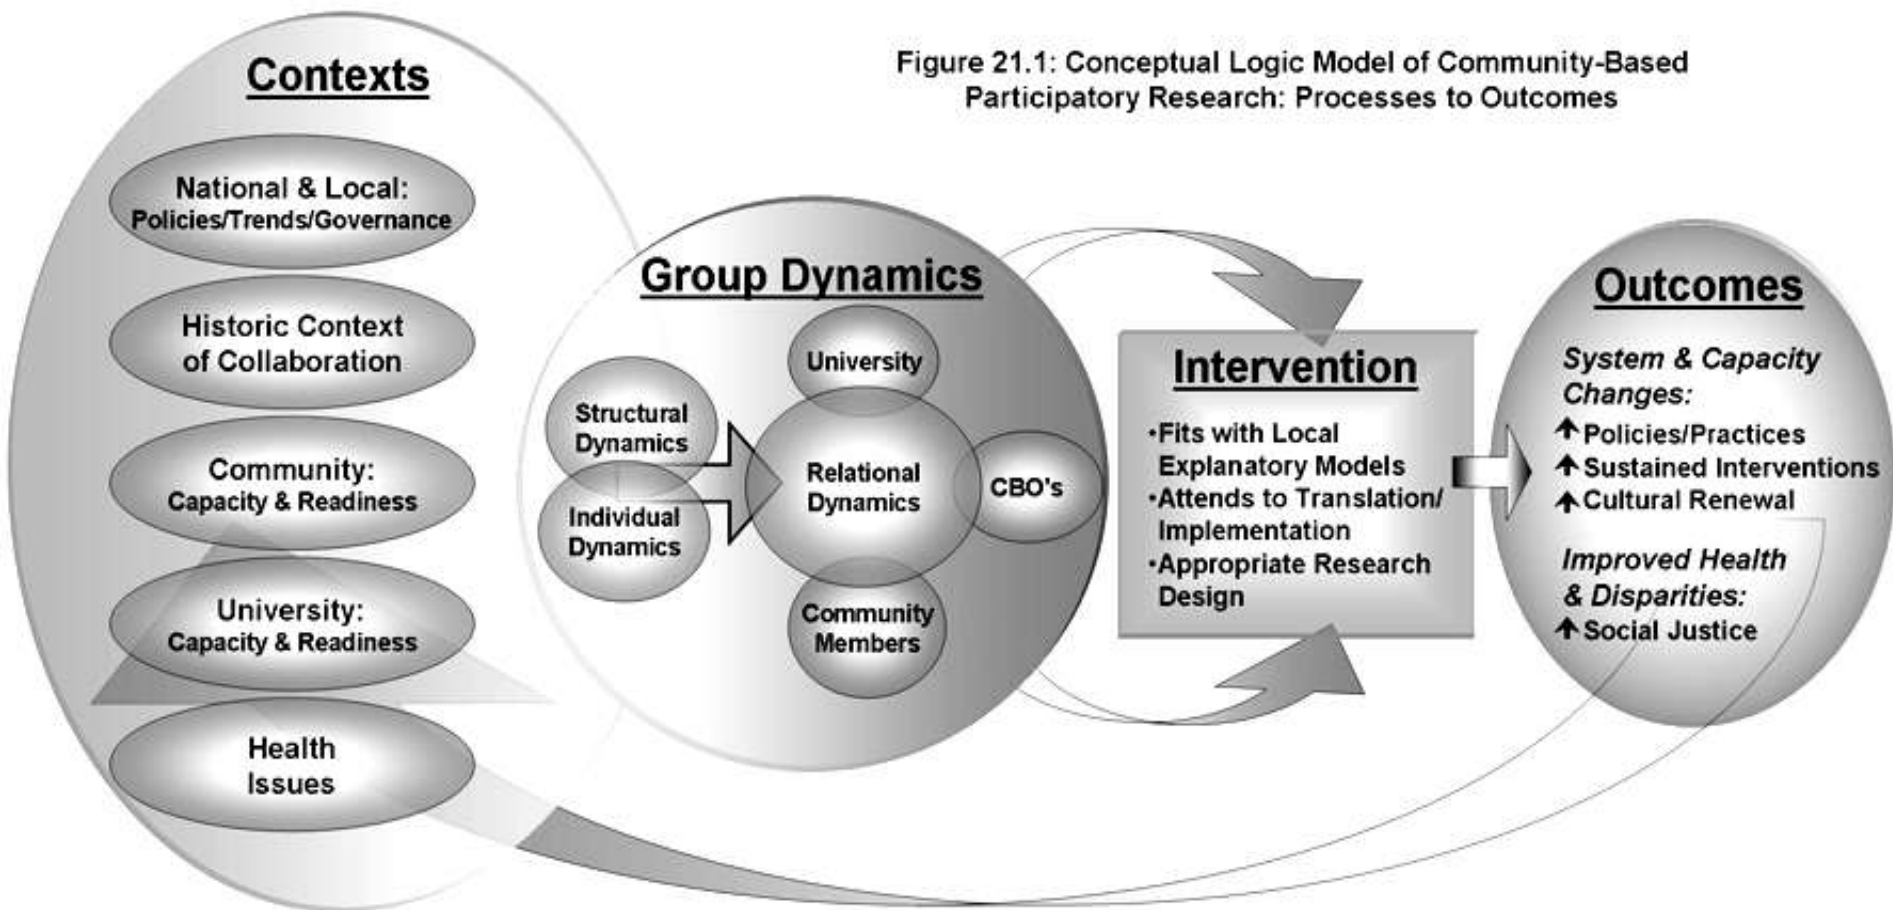 Figure 21.1: Conceptual Logic Model of Community-Based
Participatory Research: Processes to Outcomes
Contexts
National & Local:
Policies/Trends/Governance
Historic Context
of Collaboration
Community:
Capacity & Readiness
University:
Capacity & Readiness
Health
Issues
Group Dynamics
Structural
Dynamics
Individual
Dynamics
University
Relational
Dynamics
CBO's
Community
Members
Intervention
•Fits with Local
Explanatory Models
•Attends to Translation/
Implementation
•Appropriate Research
Design
Outcomes
System & Capacity
Changes:
↑Policies/Practices
↑Sustained Interventions
↑Cultural Renewal
Improved Health
& Disparities:
↑Social Justice